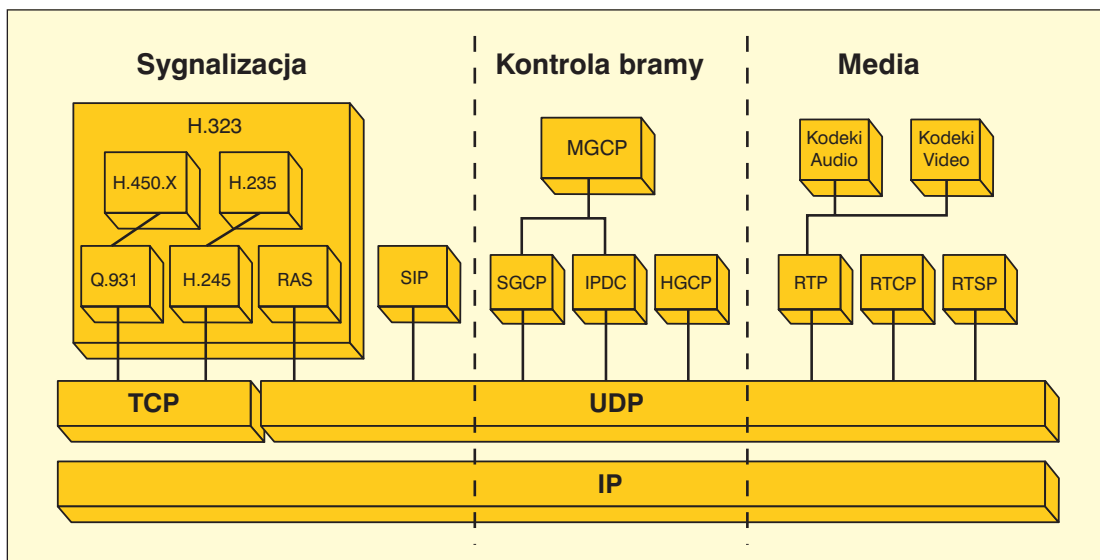 Sygnalizacja
Kontrola bramy
Media
H.323
H.450.X
H.235
Q.931
H.245
RAS
SIP
MGCP
SGCP
IPDC
HGCP
Kodeki
Audio
Kodeki
Video
RTP
RTCP
RTSP
TCP
UDP
IP